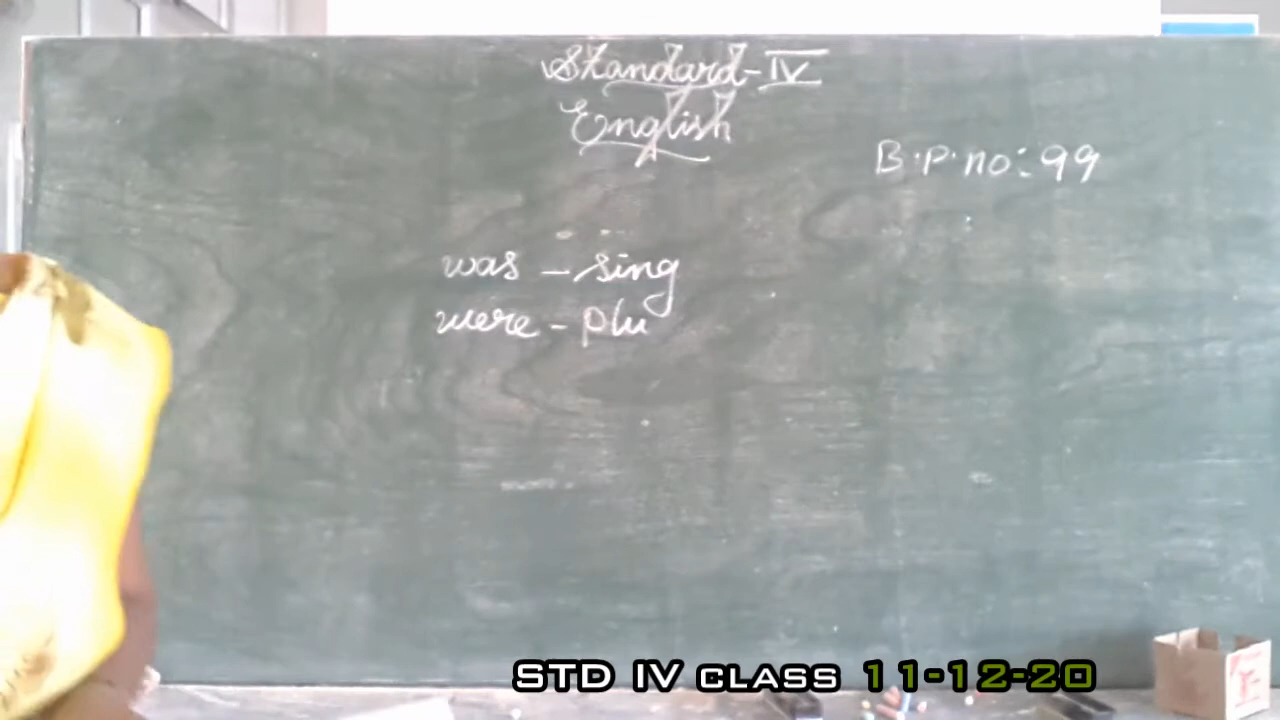 Standard-IV
English
B.P. no: 99
was - sing
were - plu
STD IV CLASS 11-12-20